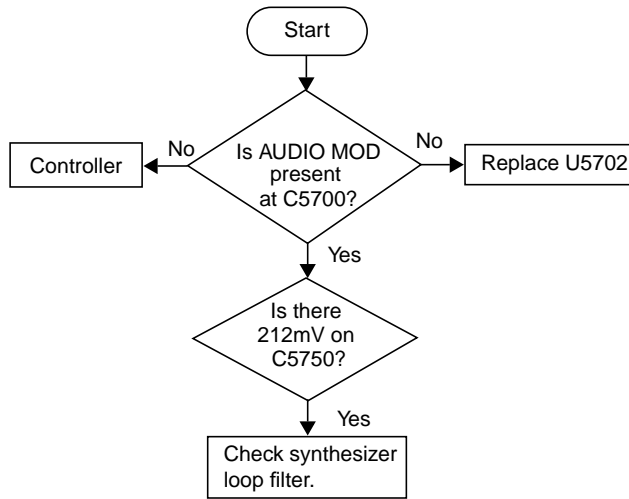 Start
Is AUDIO MOD
present
at C5700?
No
Controller
No
Replace U5702
Yes
Is there
212mV on
C5750?
Yes
Check synthesizer
loop filter.